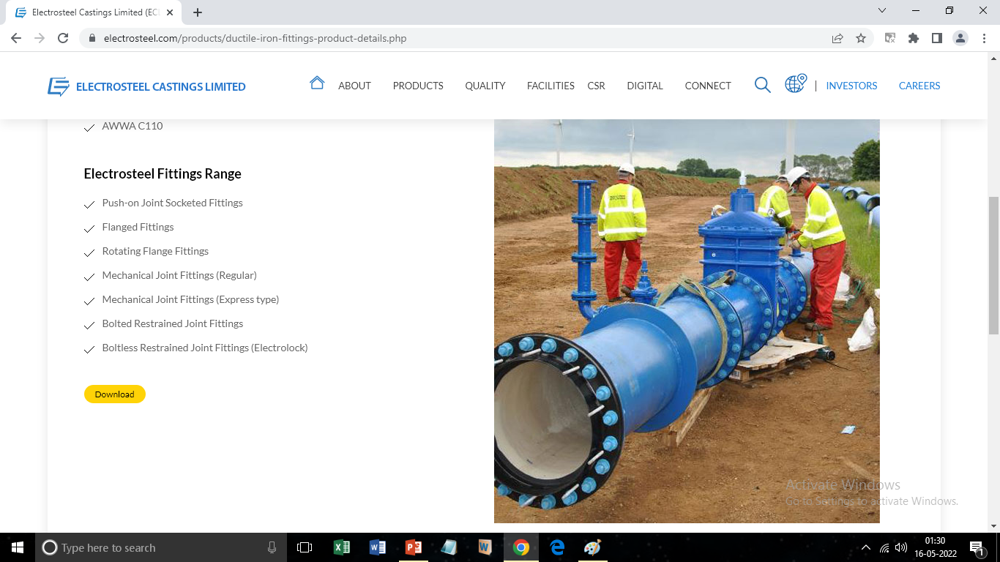 Electrosteel Castings Limited (EC
electrosteel.com/products/ductile-iron-fittings-product-details.php
ELECTROSTEEL CASTINGS LIMITED
ABOUT PRODUCTS QUALITY FACILITIES CSR DIGITAL CONNECT | INVESTORS CAREERS
AWWA C110
Electrosteel Fittings Range
Push-on Joint Socketed Fittings
Flanged Fittings
Rotating Flange Fittings
Mechanical Joint Fittings (Regular)
Mechanical Joint Fittings (Express type)
Bolted Restrained Joint Fittings
Boltless Restrained Joint Fittings (Electrolock)
Download
Activate Windows
Go to Settings to activate Windows.
Type here to search
01:30
16-05-2022
1